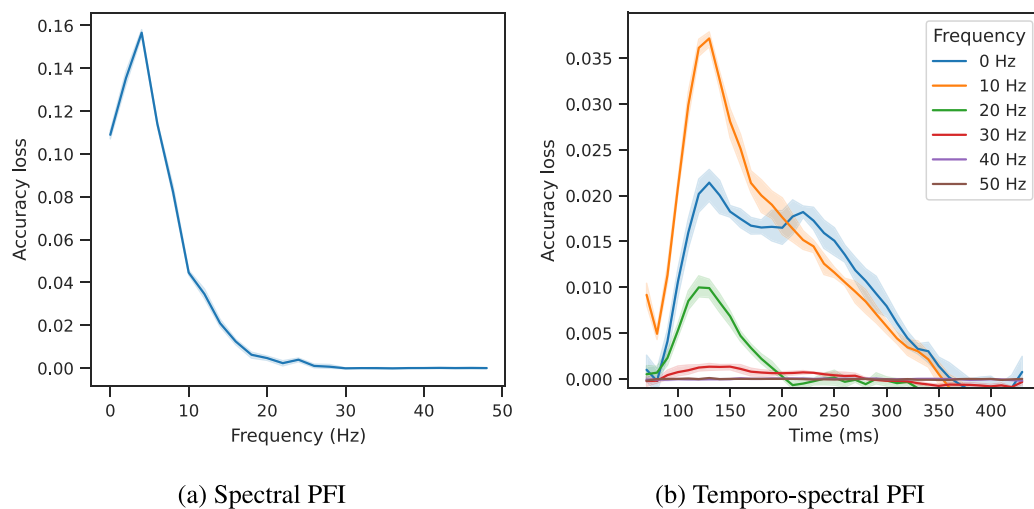 0.16
0.14
0.12
0.10
0.08
0.06
0.04
0.02
0.00
Accuracy loss
0 10 20 30 40 50
Frequency (Hz)
(a) Spectral PFI
0.035
0.030
0.025
0.020
0.015
0.010
0.005
0.000
Accuracy loss
Frequency
0 Hz
10 Hz
20 Hz
30 Hz
40 Hz
50 Hz
100 150 200 250 300 350 400
Time (ms)
(b) Temporo-spectral PFI